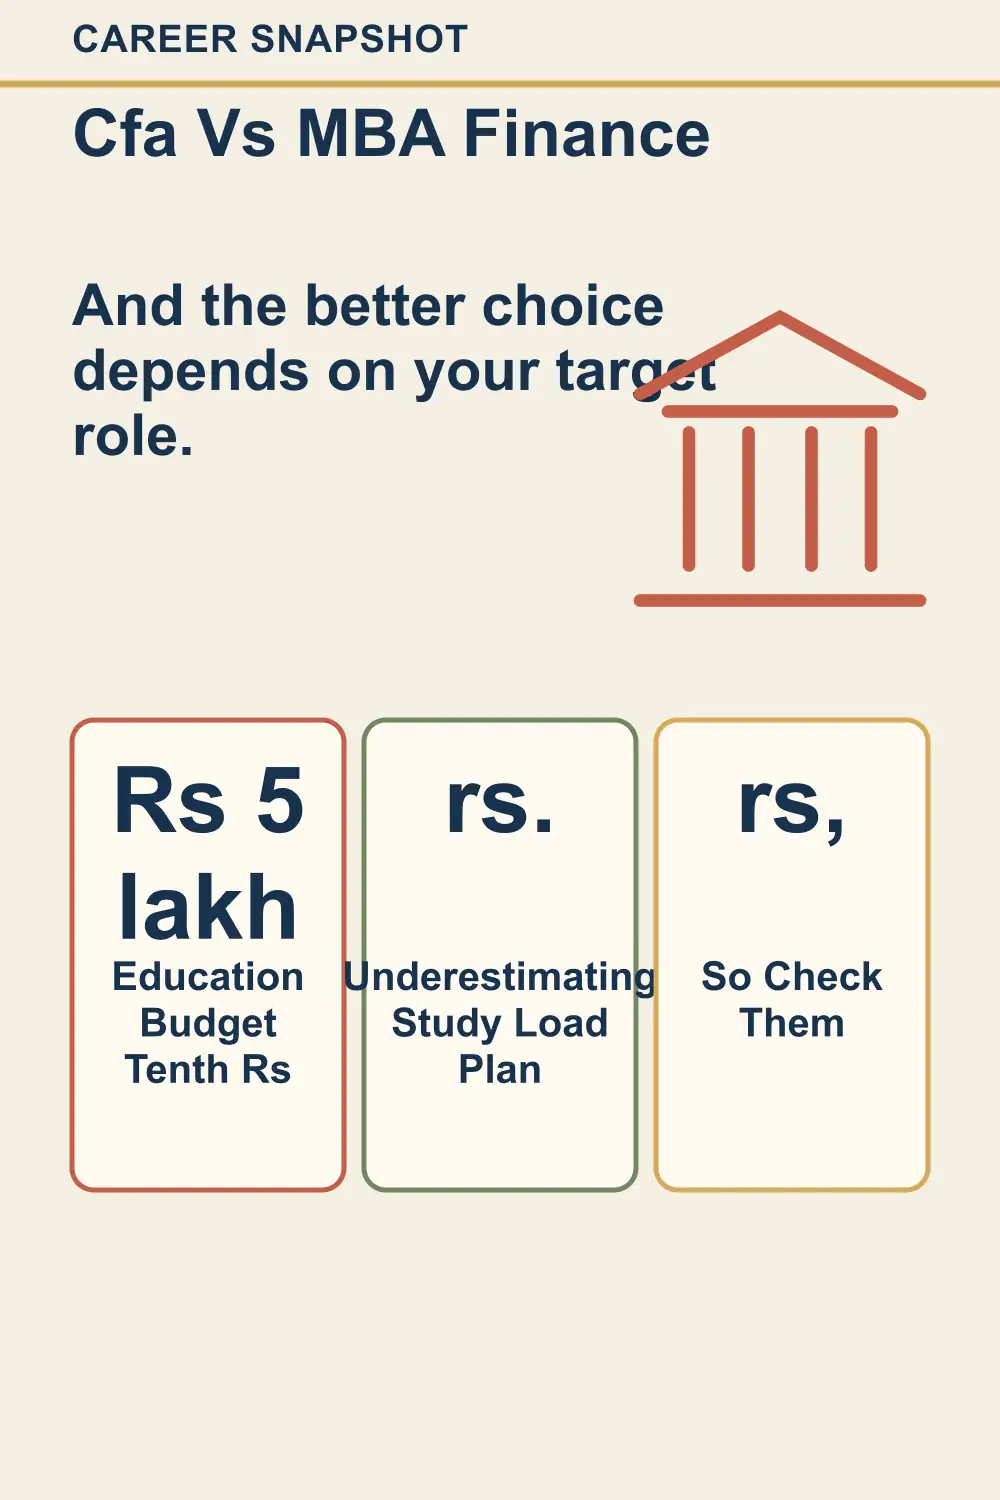 CAREER SNAPSHOT
Cfa Vs MBA Finance
And the better choice
depends on your target
role.
Rs 5
lakh
Education
Budget
Tenth Rs
rs.
Underestimating
Study Load
Plan
rs,
So Check
Them